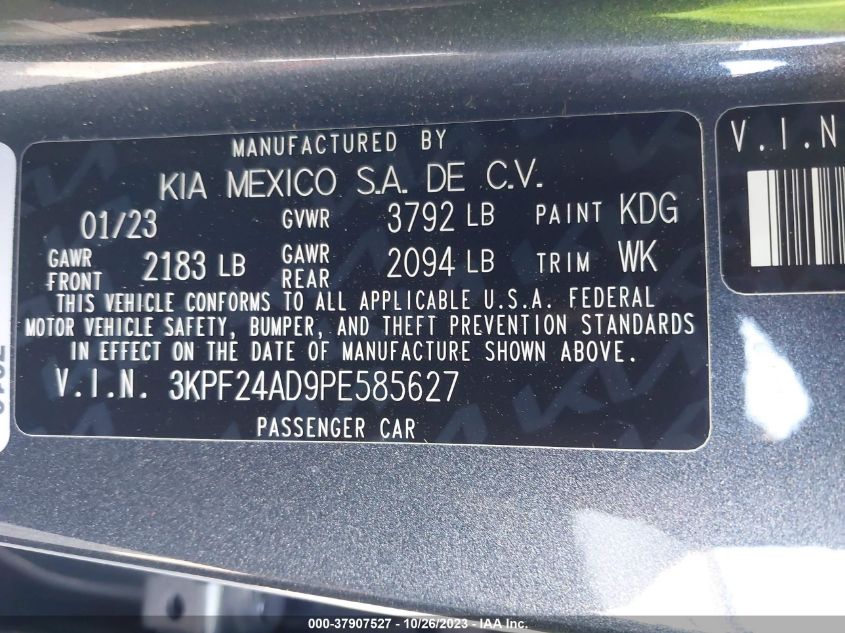 MANUFACTURED BY
KIA MEXICO S.A. DE C.V.
01/23 GVWR 3792 LB PAINT KDG
GAWR FRONT 2183 LB GAWR REAR 2094 LB TRIM WK
THIS VEHICLE CONFORMS TO ALL APPLICABLE U.S.A. FEDERAL
MOTOR VEHICLE SAFETY, BUMPER, AND THEFT PREVENTION STANDARDS
IN EFFECT ON THE DATE OF MANUFACTURE SHOWN ABOVE.
V.I.N. 3KPF24AD9PE585627
PASSENGER CAR
V.I.N
000-37907527 - 10/26/2023 - IAA Inc.